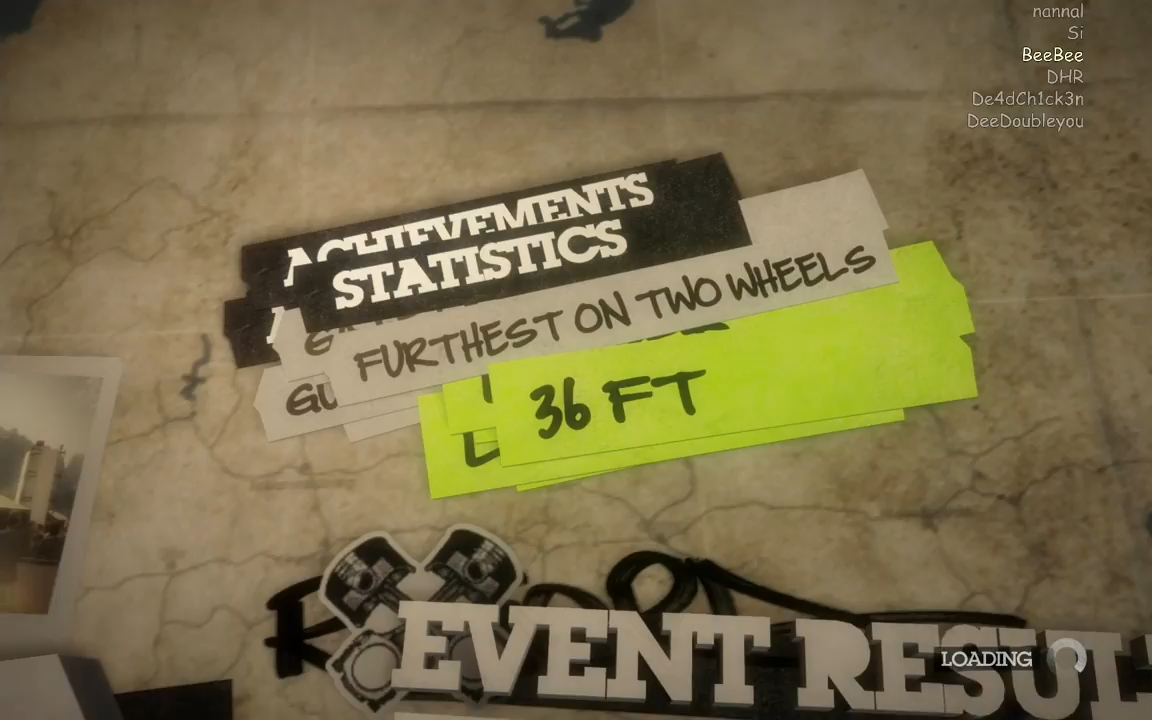 nannal
Si
BeeBee
DHR
De4dCh1ck3n
DeeDoubleyou
ACHIEVEMENTS
STATISTICS
FURTHEST ON TWO WHEELS
36 FT
EVENT RESUL
LOADING